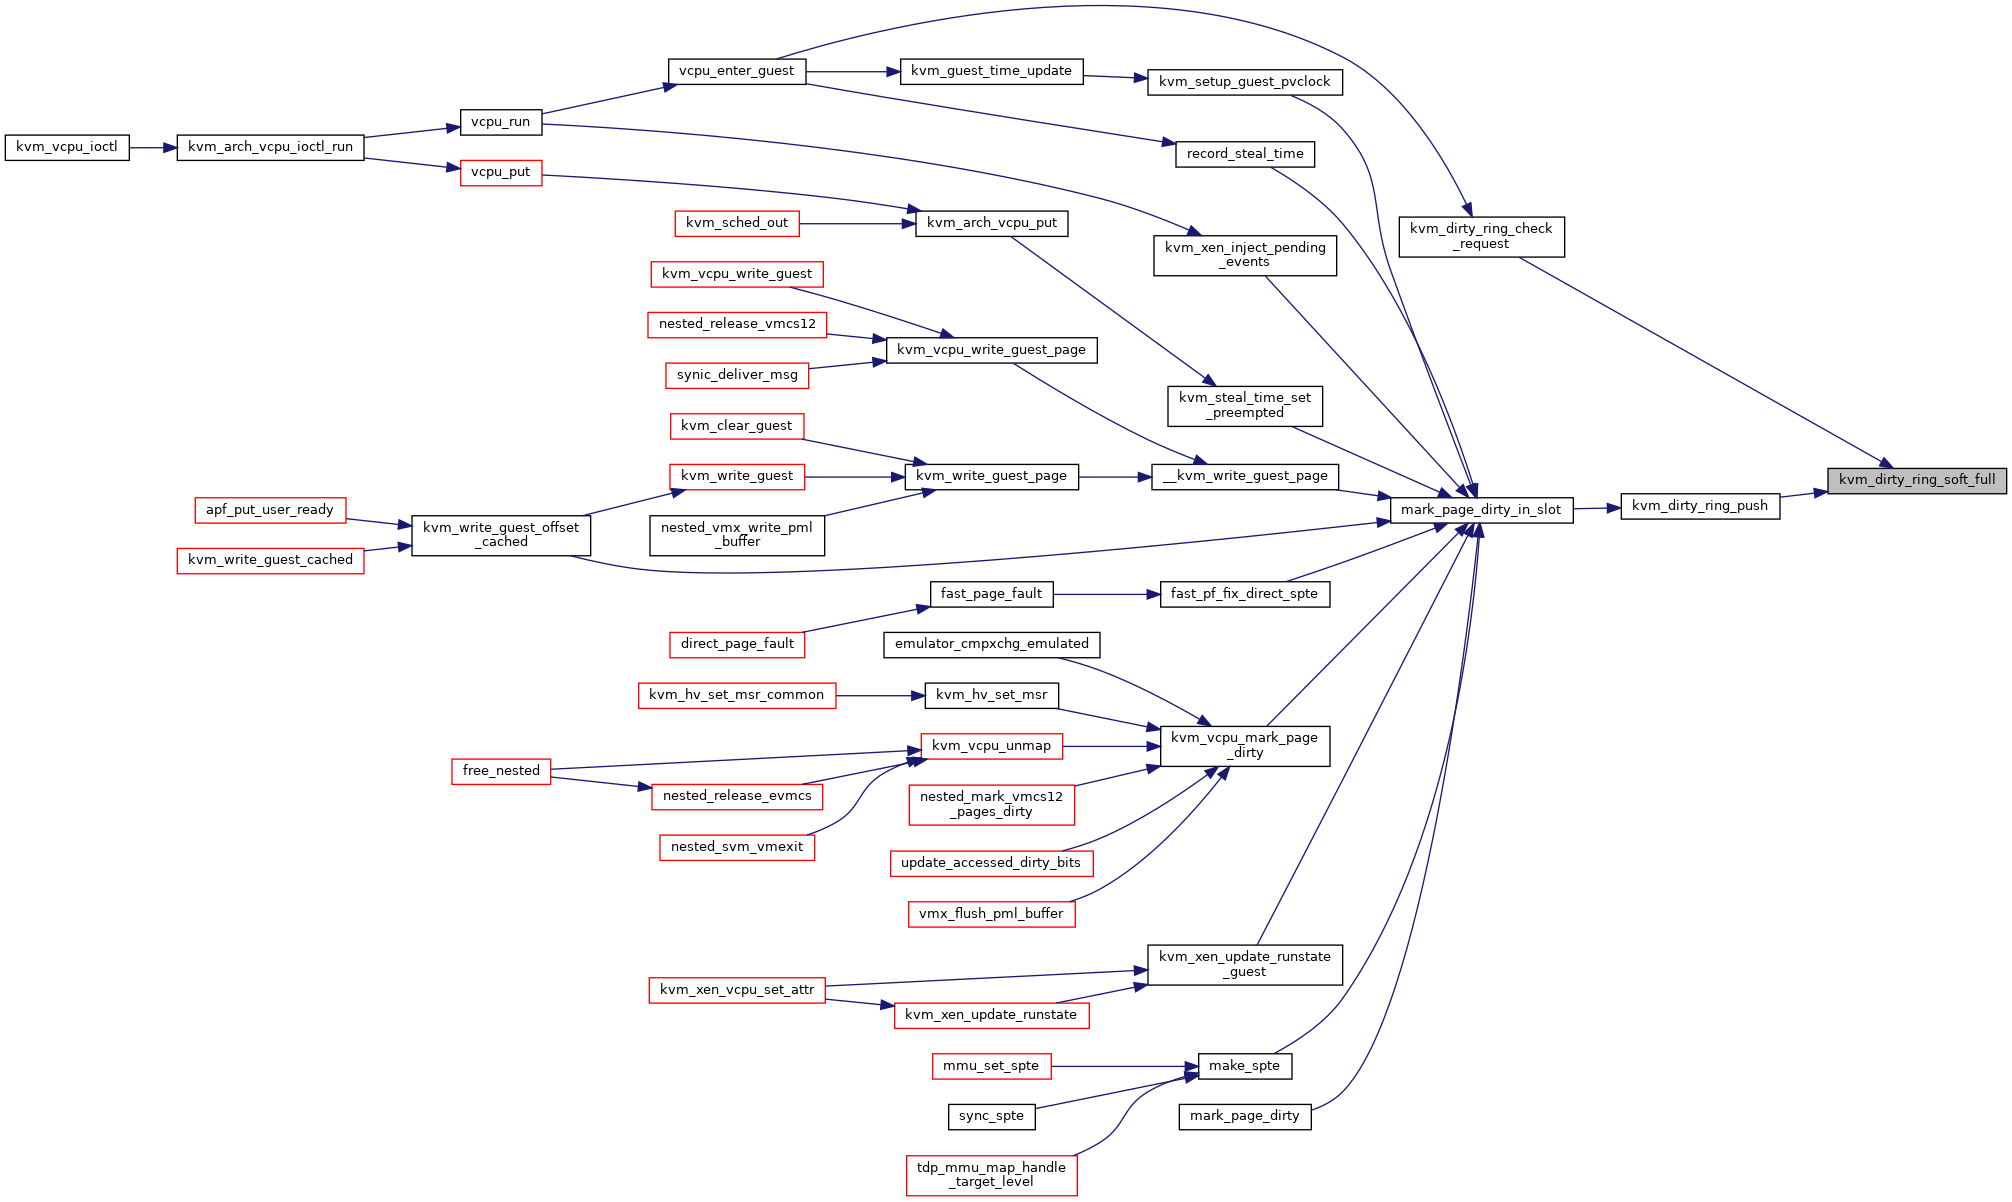 vcpu_enter_guest
kvm_guest_time_update
kvm_setup_guest_pvclock
vcpu_run
kvm_vcpu_ioctl
kvm_arch_vcpu_ioctl_run
record_steal_time
vcpu_put
kvm_sched_out
kvm_arch_vcpu_put
kvm_dirty_ring_check
_request
kvm_xen_inject_pending
_events
kvm_vcpu_write_guest
nested_release_vmcs12
kvm_vcpu_write_guest_page
synic_deliver_msg
kvm_steal_time_set
_preempted
kvm_clear_guest
kvm_write_guest
kvm_write_guest_page
__kvm_write_guest_page
kvm_dirty_ring_soft_full
apf_put_user_ready
kvm_write_guest_offset
_cached
nested_vmx_write_pml
_buffer
mark_page_dirty_in_slot
kvm_dirty_ring_push
kvm_write_guest_cached
fast_page_fault
fast_pf_fix_direct_spte
direct_page_fault
emulator_cmpxchg_emulated
kvm_hv_set_msr_common
kvm_hv_set_msr
kvm_vcpu_mark_page
_dirty
kvm_vcpu_unmap
free_nested
nested_release_evmcs
nested_mark_vmcs12
_pages_dirty
nested_svm_vmexit
update_accessed_dirty_bits
vmx_flush_pml_buffer
kvm_xen_update_runstate
_guest
kvm_xen_vcpu_set_attr
kvm_xen_update_runstate
mmu_set_spte
make_spte
sync_spte
mark_page_dirty
tdp_mmu_map_handle
_target_level